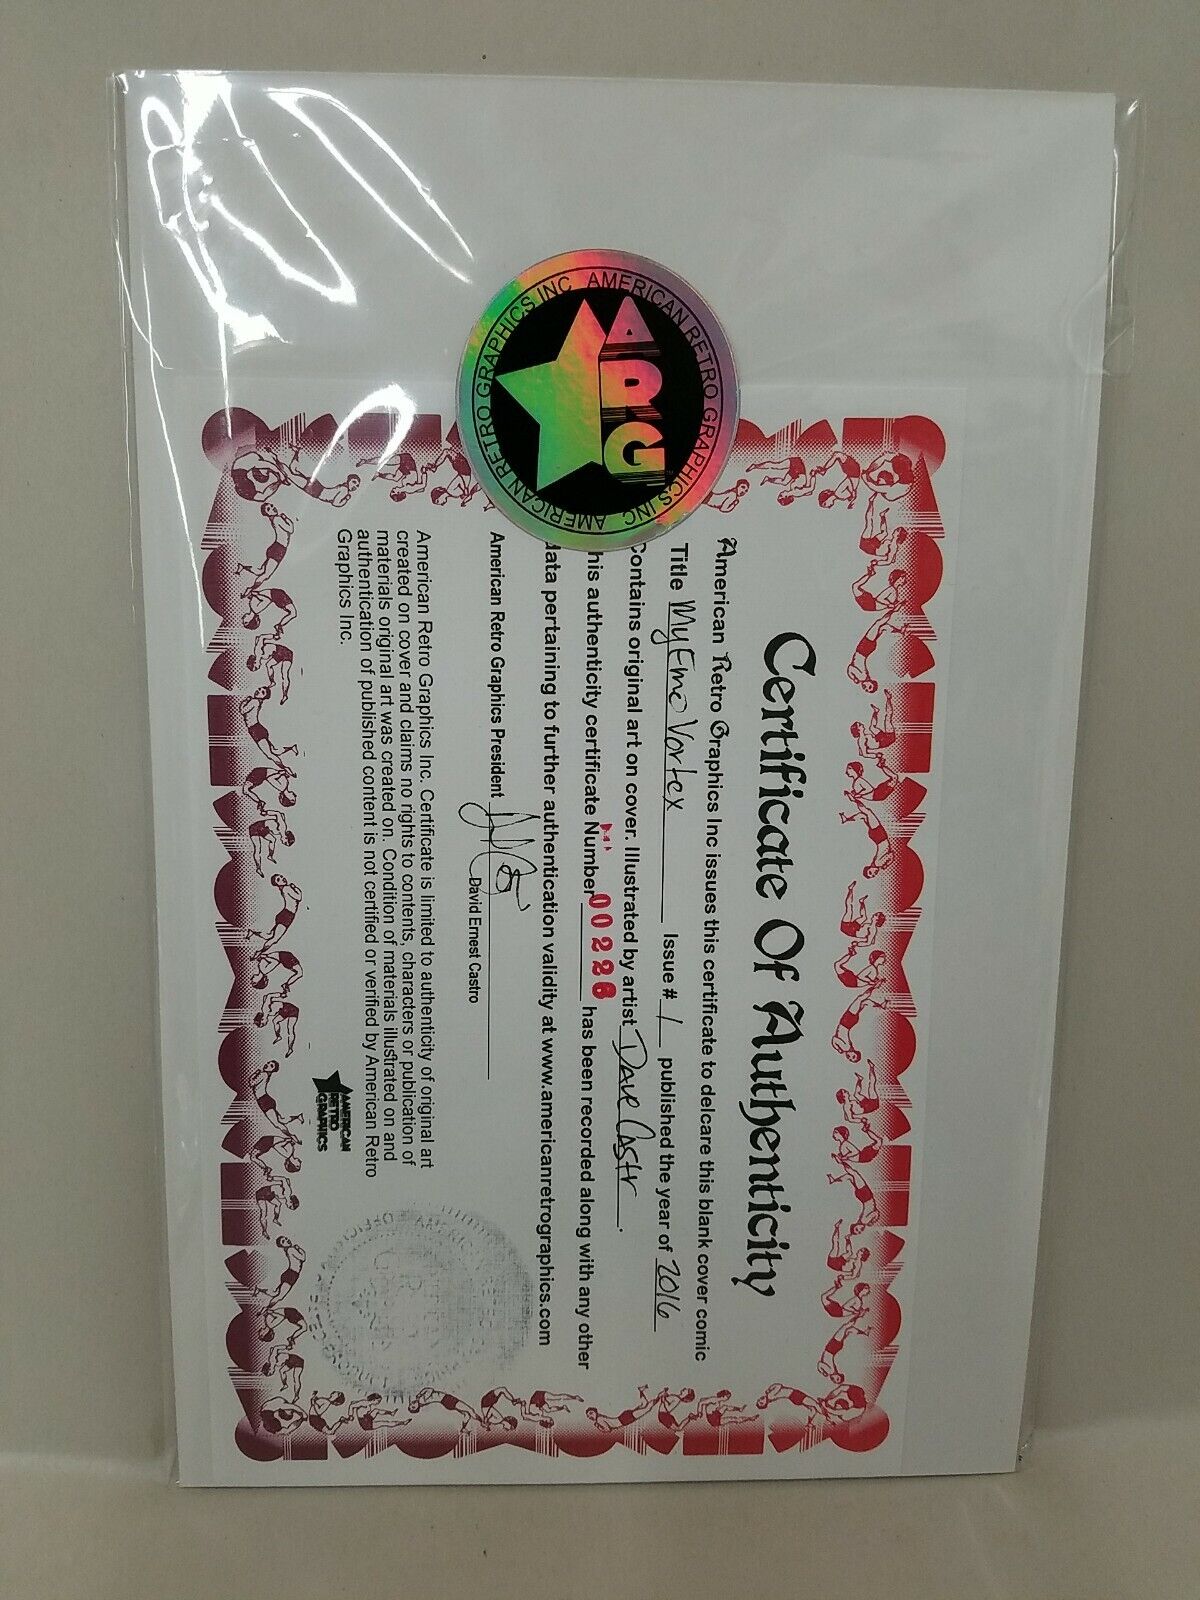 AMERICAN RETRO GRAPHICS INC
AMERICAN RETRO GRAPHICS INC
ARG
Certificate Of Authenticity
American Retro Graphics Inc issues this certificate to delcare this blank cover comic
Title My Emo Vortex Issue # 1 published the year of 2016
Contains original art on cover. Illustrated by artist Dave Castr.
his authenticity certificate Number 00228 has been recorded along with any other
data pertaining to further authentication validity at www.americanretrographics.com
American Retro Graphics President
David Ernest Castro
American Retro Graphics Inc. Certificate is limited to authenticity of original art
created on cover and claims no rights to contents, characters or publication of
materials original art was created on. Condition of materials illustrated on and
authentication of published content is not certified or verified by American Retro
Graphics Inc.
AMERICAN
RETRO
GRAPHICS